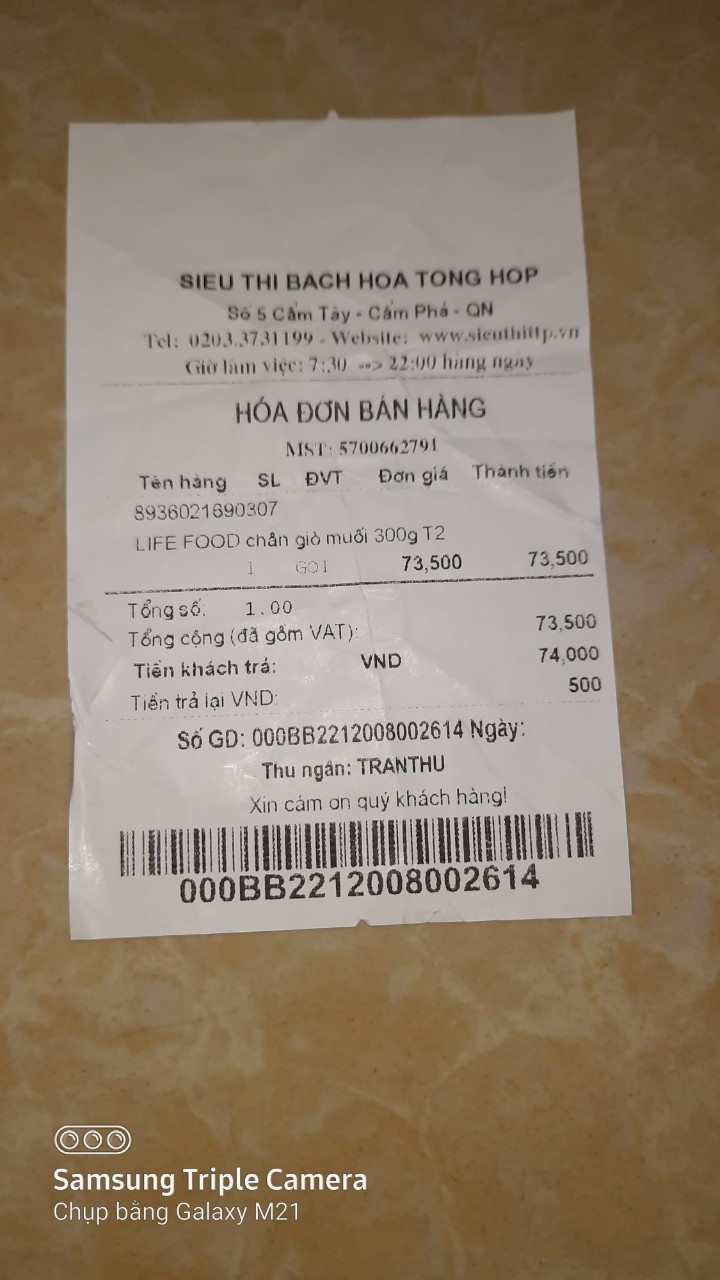 SIEU THI BACH HOA TONG HOP
Số 5 Cẩm Tây - Cẩm Phả - QN
Tel: 0203.3731199 - Website: www.sieuthittp.vn
Giờ làm việc: 7:30 --> 22:00 hàng ngày
HÓA ĐƠN BÁN HÀNG
MST: 5700662791
Tên hàng SL ĐVT Đơn giá Thành tiền
8936021690307
LIFE FOOD chân giò muối 300g T2
1 GOI 73,500 73,500
Tổng số: 1.00
Tổng cộng (đã gồm VAT): 73,500
Tiền khách trả: VND 74,000
Tiền trả lại VND: 500
Số GD: 000BB2212008002614 Ngày:
Thu ngân: TRANTHU
Xin cám ơn quý khách hàng!
000BB2212008002614
Samsung Triple Camera
Chụp bằng Galaxy M21